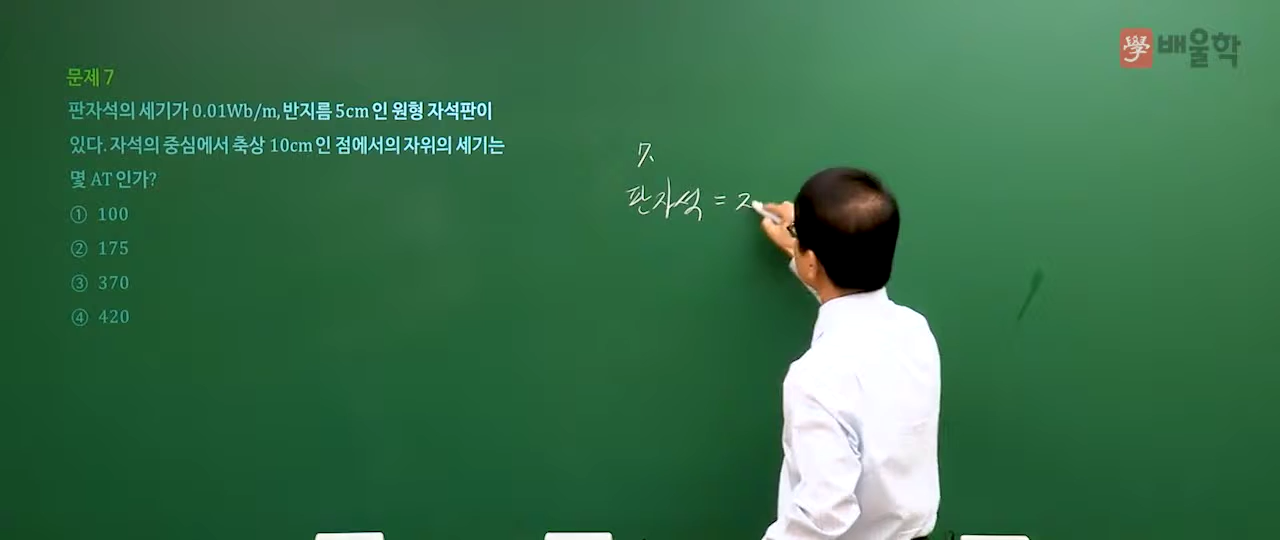 學 배울학
문제 7
판자석의 세기가 0.01Wb/m, 반지름 5cm 인 원형 자석판이
있다. 자석의 중심에서 축상 10cm 인 점에서의 자위의 세기는
몇 AT 인가?
① 100
② 175
③ 370
④ 420
7.
판자석 = ㅈ